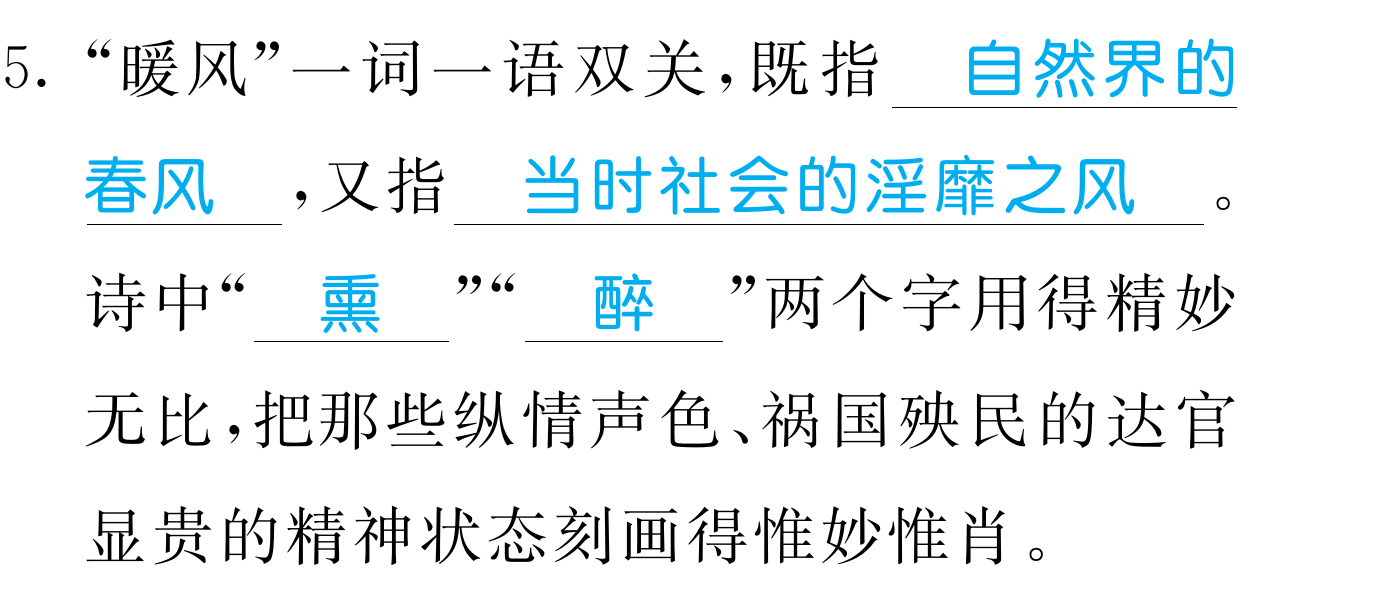 5. “暖风”一词一语双关,既指 自然界的
春风 ,又指 当时社会的淫靡之风 。
诗中“ 熏 ”“ 醉 ”两个字用得精妙
无比,把那些纵情声色、祸国殃民的达官
显贵的精神状态刻画得惟妙惟肖。